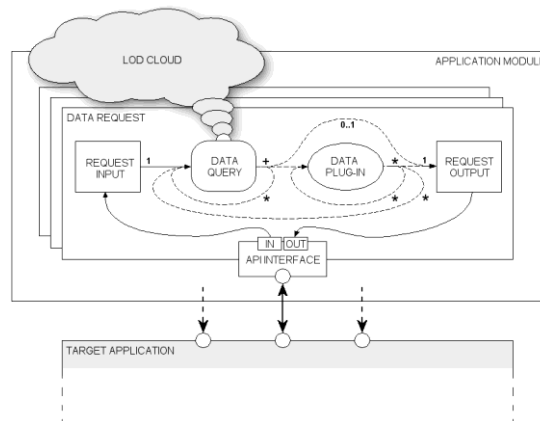 LOD CLOUD
APPLICATION MODULE
DATA REQUEST
0..1
REQUEST
INPUT
1
DATA
QUERY
+
*
DATA
PLUG-IN
*
*
*
1
REQUEST
OUTPUT
IN
OUT
API INTERFACE
TARGET APPLICATION